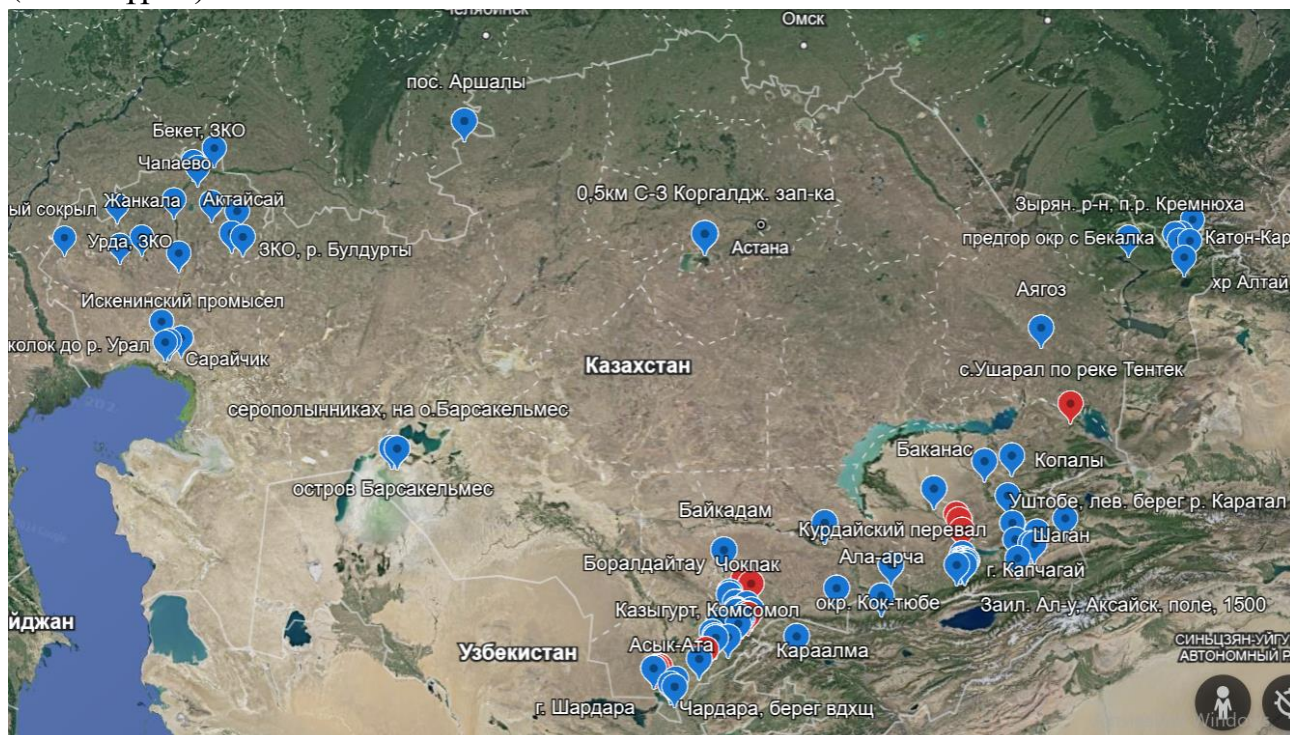 Челябинск
Омск
пос. Аршалы
Бекет, ЗКО
Чапаево
0,5км С-З Коргалдж. зап-ка
Жанкала
Актайсай
ый сокрыл
Зырян. р-н, п.р. Кремнюха
Урда, ЗКО
ЗКО, р. Булдурты
Астана
предгор окр с Бекалка
Катон-Кар
хр Алтай
Аягоз
Искенинский промысел
колок до р. Урал
Сарайчик
Казахстан
с.Ушарал по реке Тентек
серополынниках, на о.Барсакельмес
Баканас
Копалы
остров Барсакельмес
Уштобе, лев. берег р. Каратал
Байкадам
Курдайский перевал
Шаган
Боралдайтау
Чокпак
Ала-арча
г. Капчагай
Казыгурт, Комсомол
окр. Кок-тюбе
Заил. Ал-у, Аксайск. поле, 1500
йджан
Узбекистан
Асык-Ата
Караалма
СИНЬЦЗЯН-УЙГУ
АВТОНОМНЫЙ Р
г. Шардара
Чардара, берег вдхщ